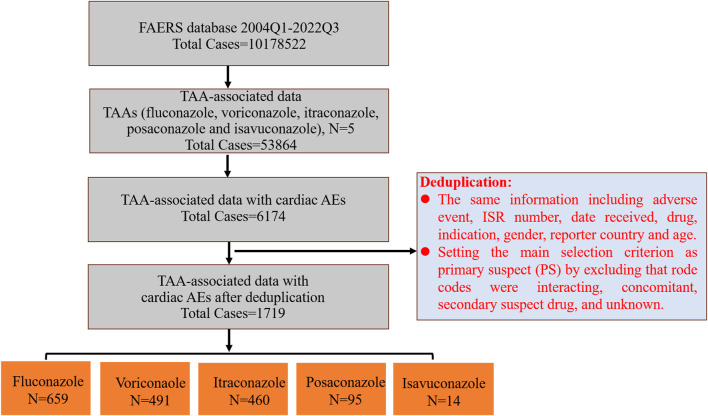 FAERS database 2004Q1-2022Q3
Total Cases=10178522
TAA-associated data
TAAs (fluconazole, voriconazole, itraconazole,
posaconazole and isavuconazole), N=5
Total Cases=53864
TAA-associated data with cardiac AEs
Total Cases=6174
Deduplication:
● The same information including adverse
event, ISR number, date received, drug,
indication, gender, reporter country and age.
● Setting the main selection criterion as
primary suspect (PS) by excluding that rode
codes were interacting, concomitant,
secondary suspect drug, and unknown.
TAA-associated data with
cardiac AEs after deduplication
Total Cases=1719
Fluconazole
N=659
Voriconaole
N=491
Itraconazole
N=460
Posaconazole
N=95
Isavuconazole
N=14